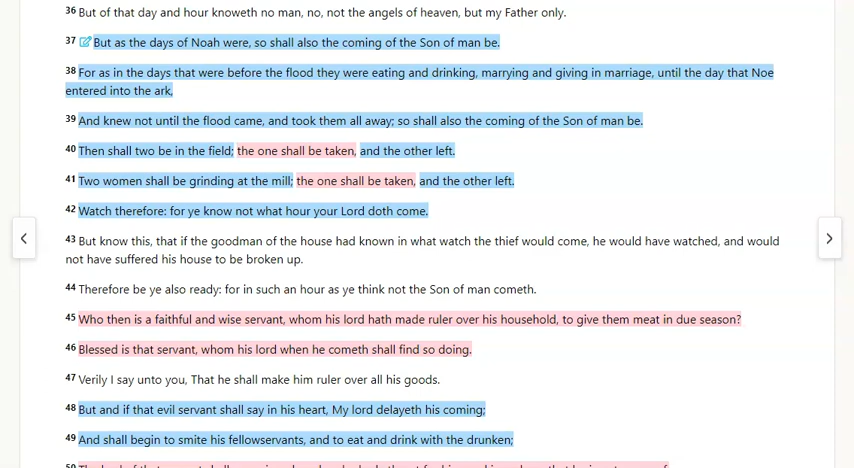 36 But of that day and hour knoweth no man, no, not the angels of heaven, but my Father only.
37 But as the days of Noah were, so shall also the coming of the Son of man be.
38 For as in the days that were before the flood they were eating and drinking, marrying and giving in marriage, until the day that Noe
entered into the ark,
39 And knew not until the flood came, and took them all away; so shall also the coming of the Son of man be.
40 Then shall two be in the field; the one shall be taken, and the other left.
41 Two women shall be grinding at the mill; the one shall be taken, and the other left.
42 Watch therefore: for ye know not what hour your Lord doth come.
43 But know this, that if the goodman of the house had known in what watch the thief would come, he would have watched, and would
not have suffered his house to be broken up.
44 Therefore be ye also ready: for in such an hour as ye think not the Son of man cometh.
45 Who then is a faithful and wise servant, whom his lord hath made ruler over his household, to give them meat in due season?
46 Blessed is that servant, whom his lord when he cometh shall find so doing.
47 Verily I say unto you, That he shall make him ruler over all his goods.
48 But and if that evil servant shall say in his heart, My lord delayeth his coming;
49 And shall begin to smite his fellowservants, and to eat and drink with the drunken;
50